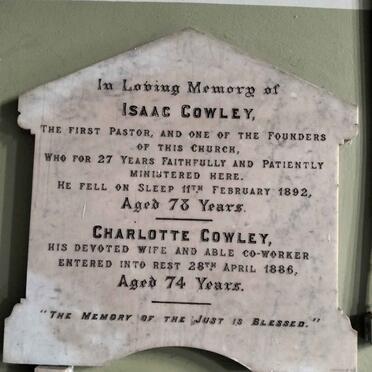 In Loving Memory of
ISAAC COWLEY,
THE FIRST PASTOR, AND ONE OF THE FOUNDERS
OF THIS CHURCH,
WHO FOR 27 YEARS FAITHFULLY AND PATIENTLY
MINISTERED HERE.
HE FELL ON SLEEP 11TH FEBRUARY 1892,
Aged 78 Years.
CHARLOTTE COWLEY,
HIS DEVOTED WIFE AND ABLE CO-WORKER
ENTERED INTO REST 28TH APRIL 1886,
Aged 74 Years.
"THE MEMORY OF THE JUST IS BLESSED."